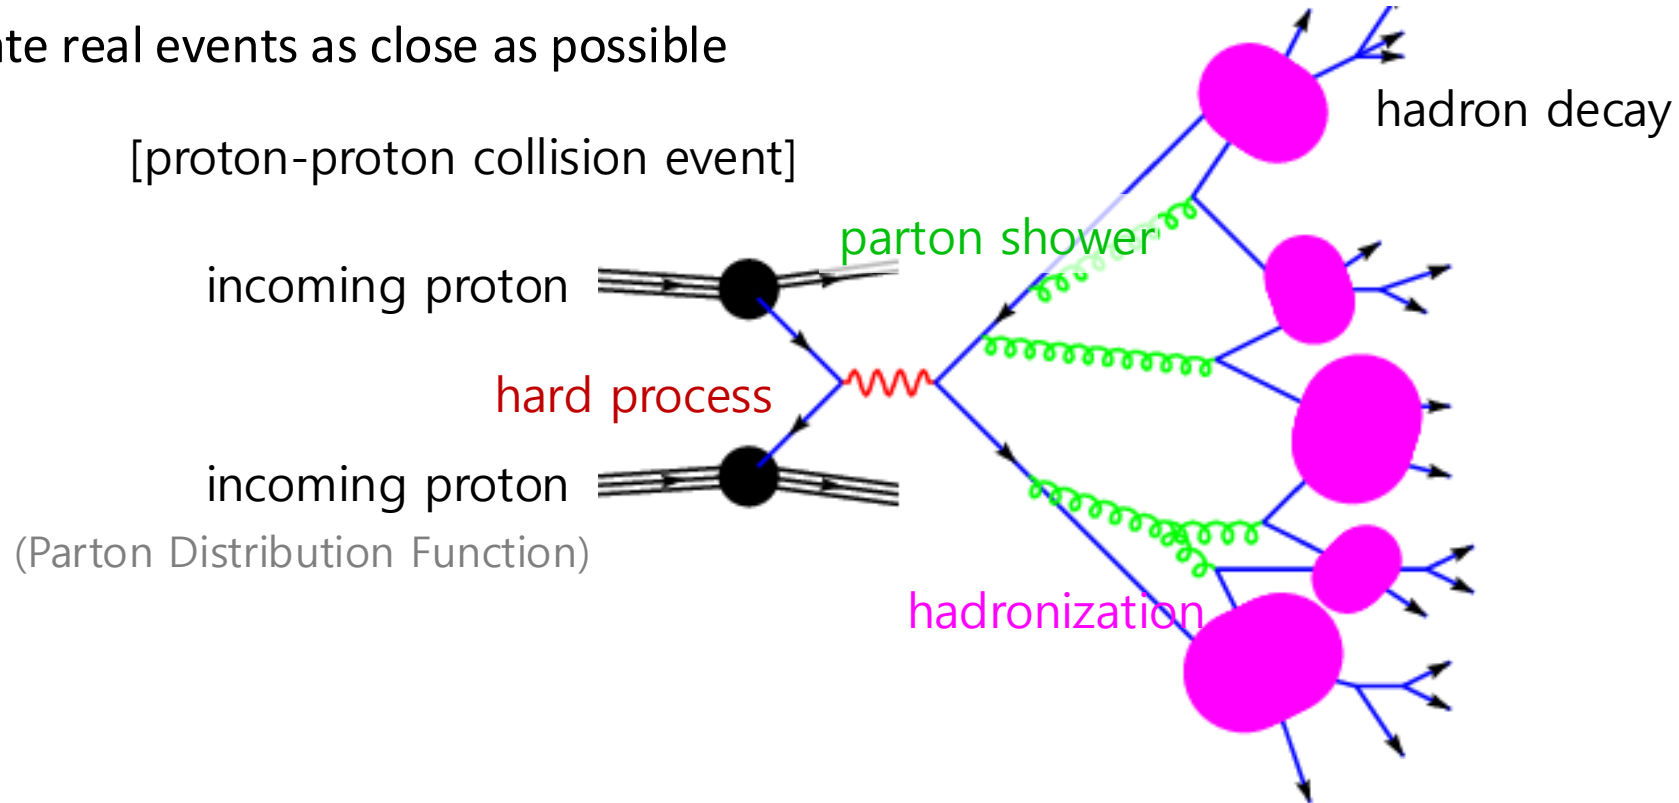 real events as close as possible
hadron decay
[proton-proton collision event]
parton shower
incoming proton
hard process
incoming proton
(Parton Distribution Function)
hadronization